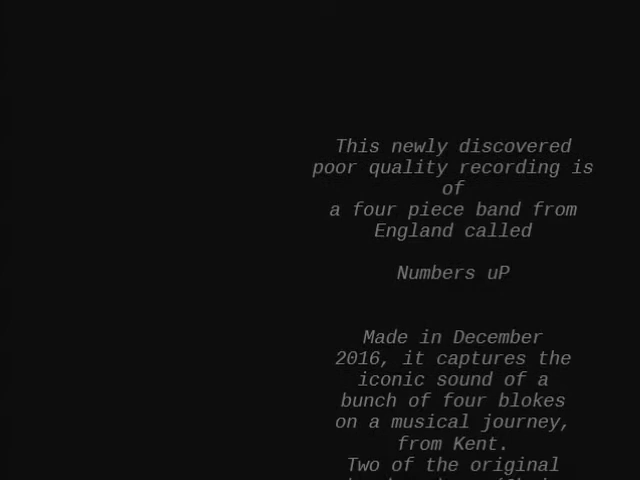 This newly discovered
poor quality recording is
of
a four piece band from
England called
Numbers uP
Made in December
2016, it captures the
iconic sound of a
bunch of four blokes
on a musical journey,
from Kent.
Two of the original